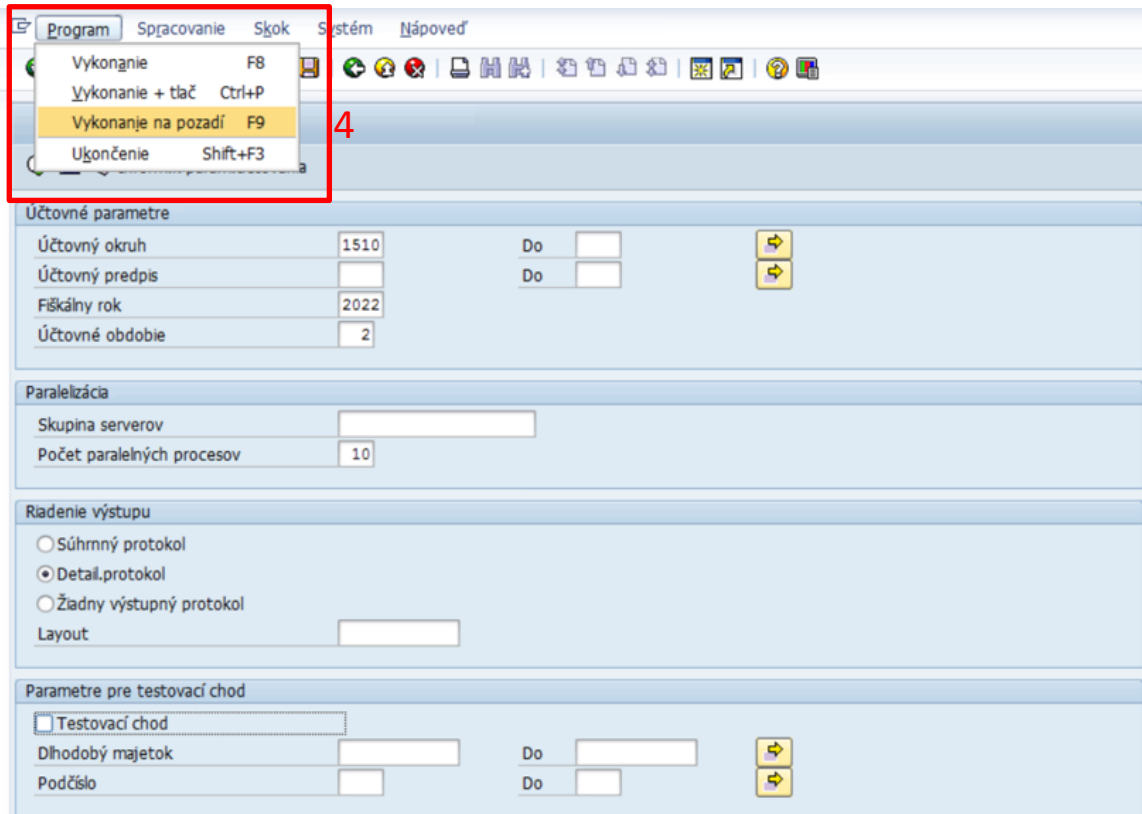 Program Spracovanie Skok Systém Nápoveď
Vykonanie F8
Vykonanie + tlač Ctrl+P
Vykonanie na pozadí F9
4
Ukončenie Shift+F3
Účtovné parametre
Účtovný okruh 1510 Do
Účtovný predpis Do
Fiškálny rok 2022
Účtovné obdobie 2
Paralelizácia
Skupina serverov
Počet paralelných procesov 10
Riadenie výstupu
Súhrnný protokol
Detail.protokol
Žiadny výstupný protokol
Layout
Parametre pre testovací chod
Testovací chod
Dlhodobý majetok Do
Podčíslo Do